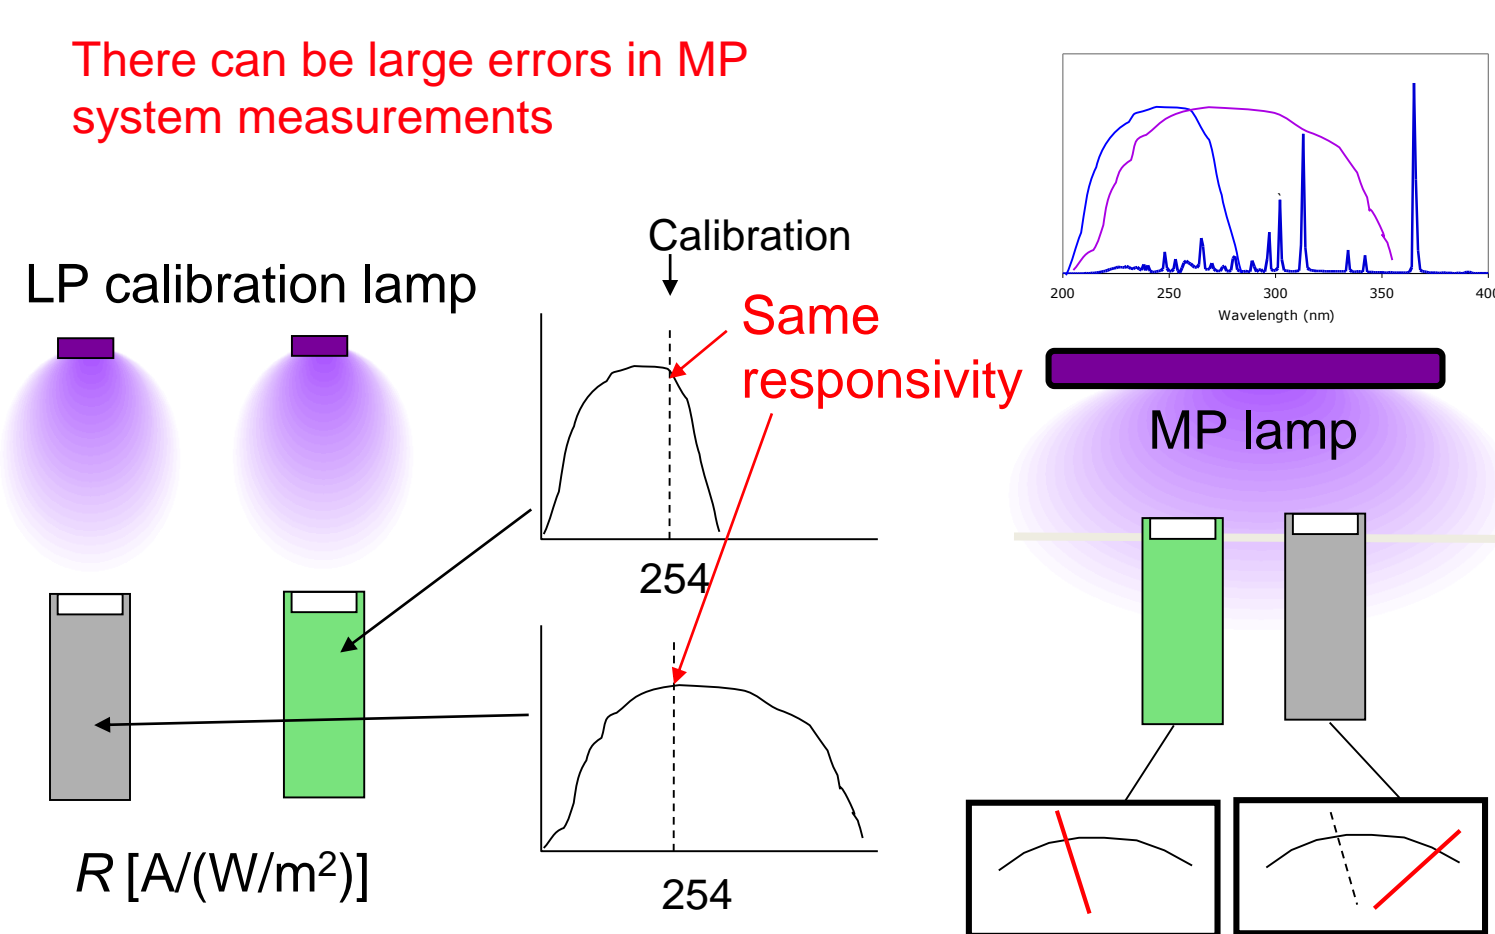 There can be large errors in MP
system measurements
LP calibration lamp
Calibration
Same
responsivity
254
254
R [A/(W/m²)]
200 250 300 350 400
Wavelength (nm)
MP lamp